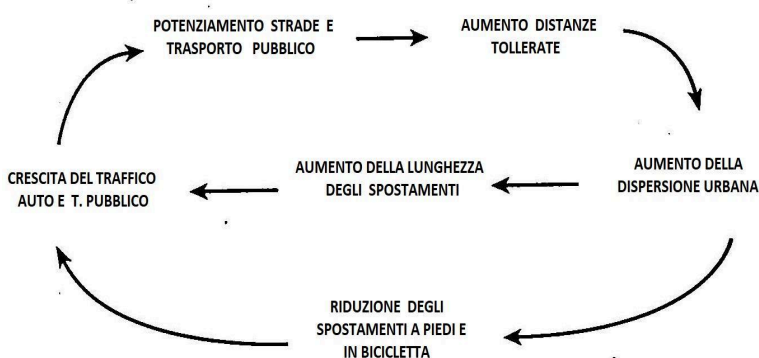 POTENZIAMENTO STRADE E
TRASPORTO PUBBLICO
AUMENTO DISTANZE
TOLLERATE
CRESCITA DEL TRAFFICO
AUTO E T. PUBBLICO
AUMENTO DELLA LUNGHEZZA
DEGLI SPOSTAMENTI
AUMENTO DELLA
DISPERSIONE URBANA
RIDUZIONE DEGLI
SPOSTAMENTI A PIEDI E
IN BICICLETTA